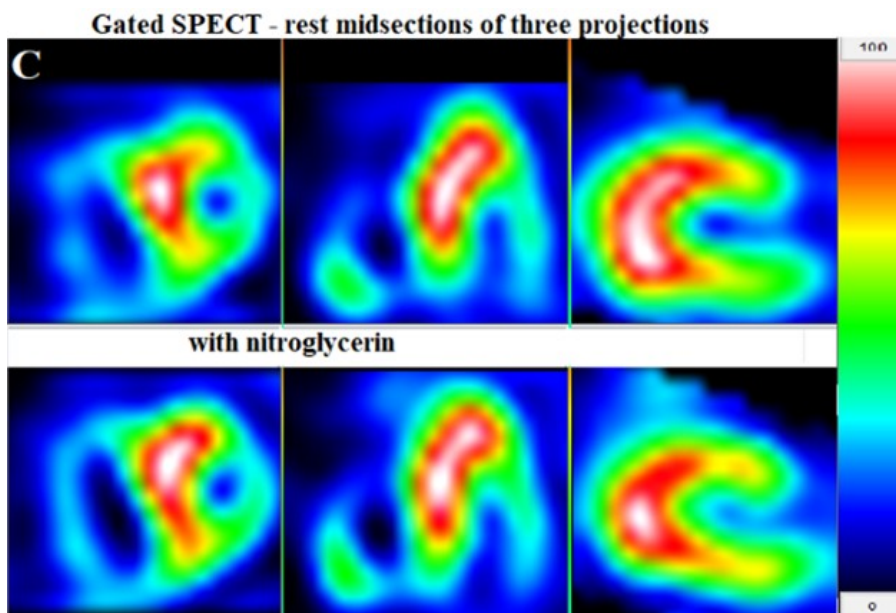 Gated SPECT - rest midsections of three projections
C
100
with nitroglycerin
0